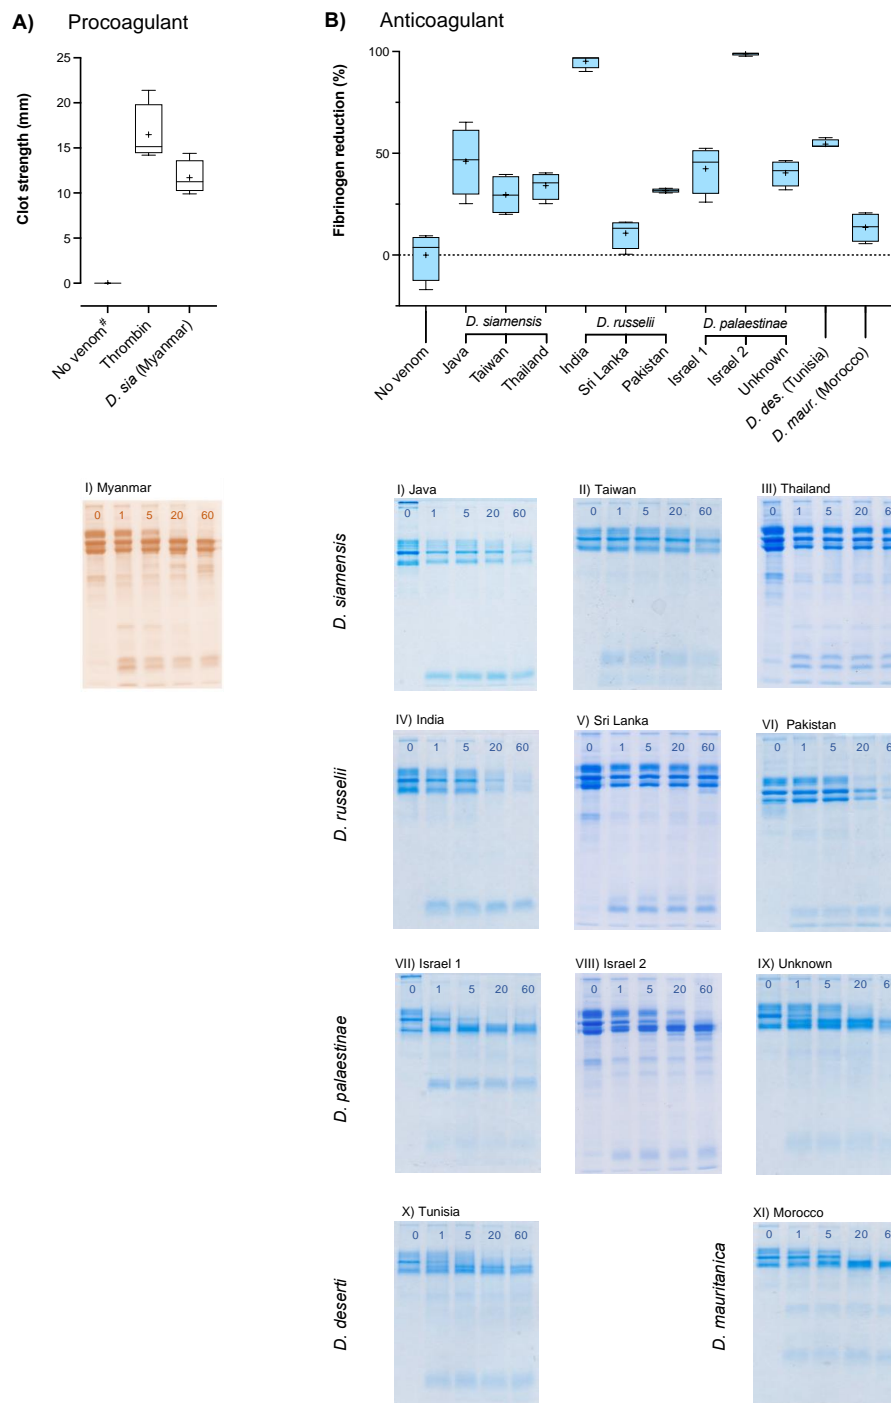 A) Procoagulant
B) Anticoagulant
Clot strength (mm)
25
20
15
10
5
0
No venom#
Thrombin
D. sia (Myanmar)
Fibrinogen reduction (%)
100
50
0
No venom
D. siamensis
Java
Taiwan
Thailand
D. russelii
India
Sri Lanka
Pakistan
D. palaestinae
Israel 1
Israel 2
Unknown
D. des. (Tunisia)
D. maur. (Morocco)
I) Myanmar
0 1 5 20 60
D. siamensis
I) Java
0 1 5 20 60
II) Taiwan
0 1 5 20 60
III) Thailand
0 1 5 20 6
D. russelii
IV) India
0 1 5 20 60
V) Sri Lanka
0 1 5 20 60
VI) Pakistan
0 1 5 20 6
D. palaestinae
VII) Israel 1
0 1 5 20 60
VIII) Israel 2
0 1 5 20 60
IX) Unknown
0 1 5 20 6
D. deserti
X) Tunisia
0 1 5 20 60
D. mauritanica
XI) Morocco
0 1 5 20 6